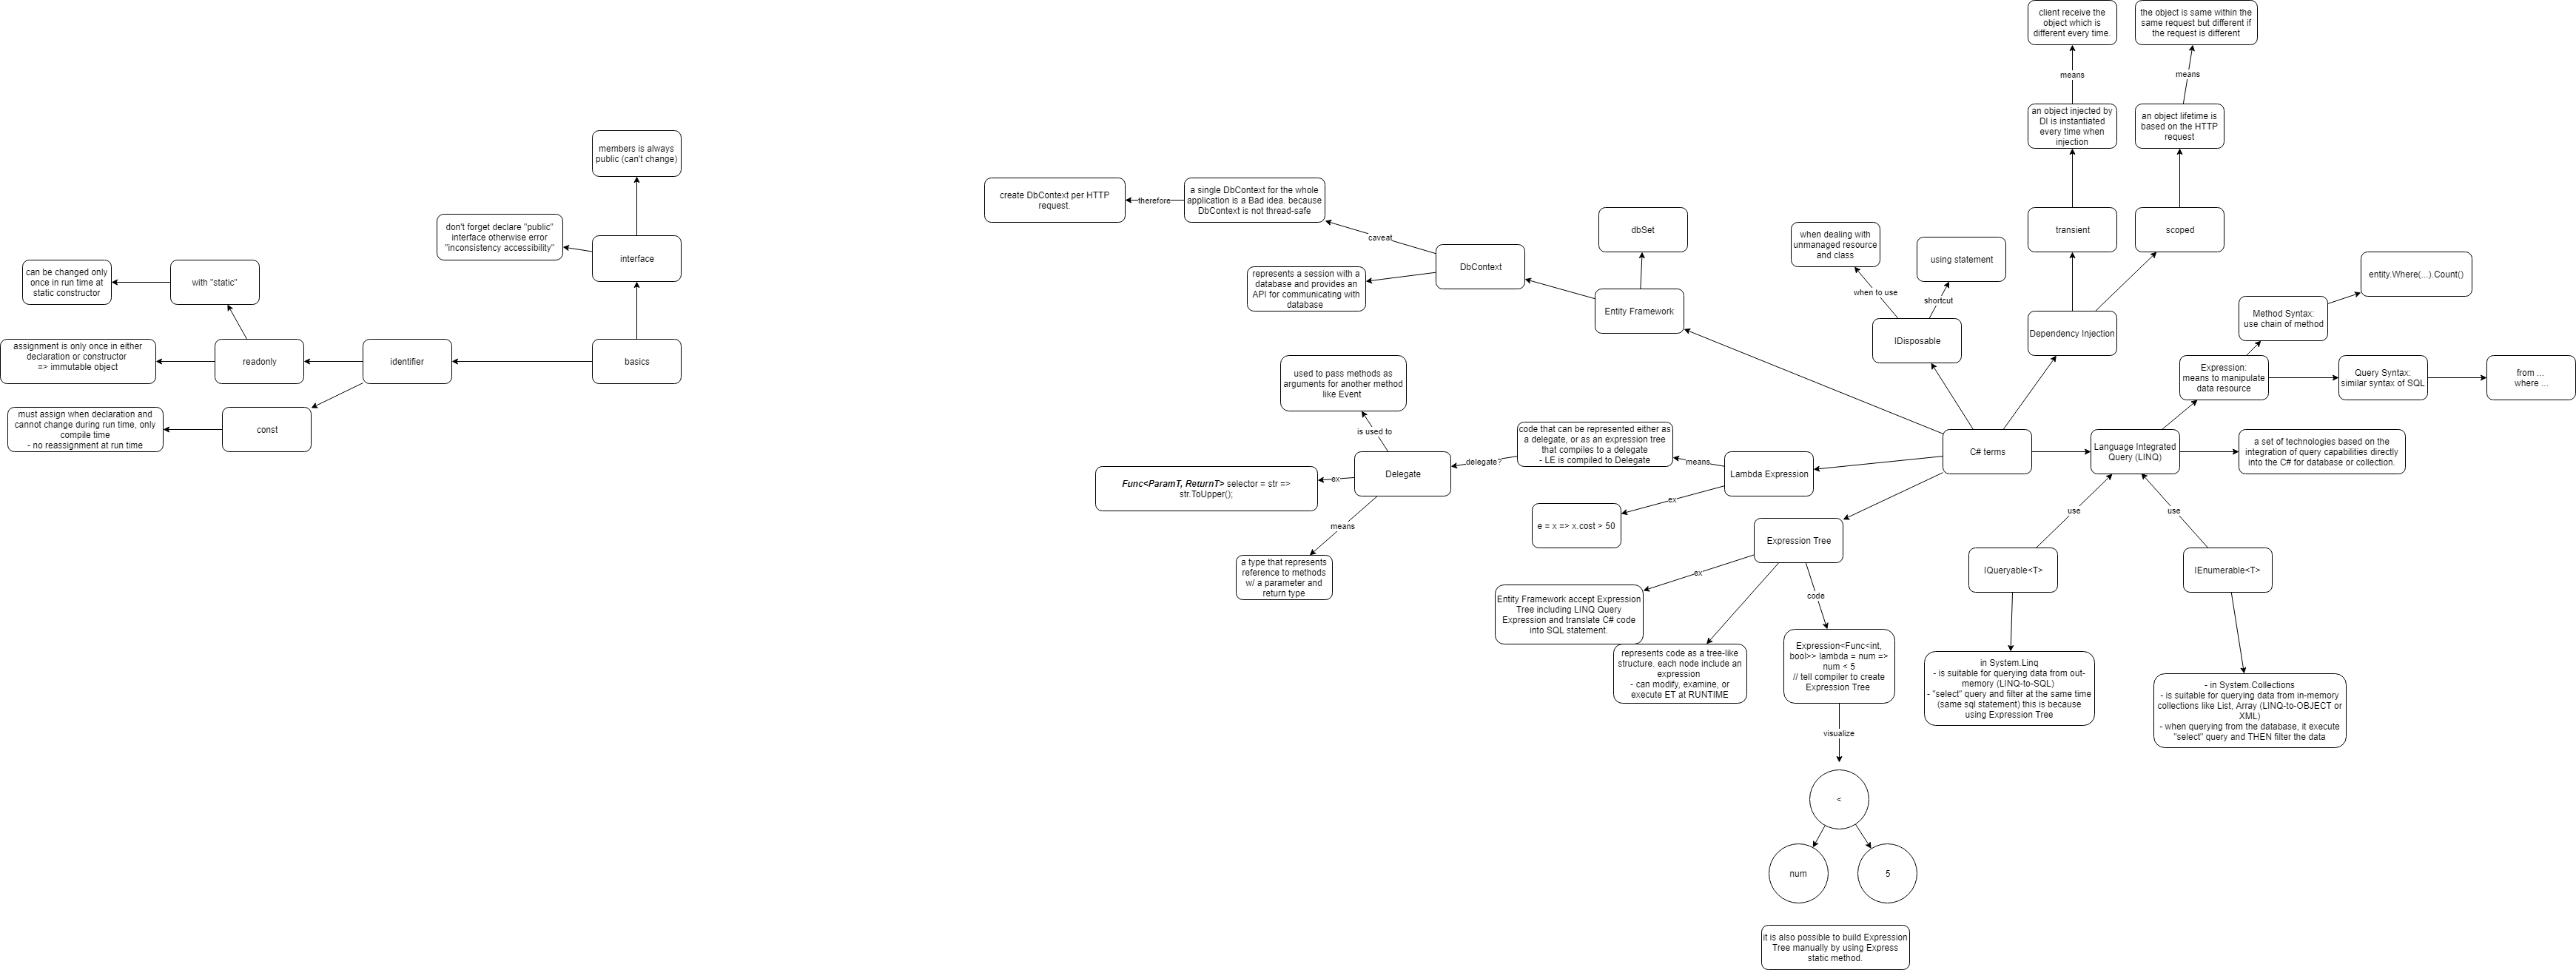 client receive the
object which is
different every time.
the object is same within the
same request but different if
the request is different
means
means
an object injected by
DI is instantiated
every time when
injection
an object lifetime is
based on the HTTP
request
members is always
public (can't change)
create DbContext per HTTP
request.
therefore
a single DbContext for the whole
application is a Bad idea. because
DbContext is not thread-safe
caveat
dbSet
transient
scoped
don't forget declare "public"
interface otherwise error
"inconsistency accessibility"
interface
when dealing with
unmanaged resource
and class
using statement
DbContext
represents a session with a
database and provides an
API for communicating with
database
can be changed only
once in run time at
static constructor
with "static"
when to use
shortcut
entity.Where(...).Count()
Entity Framework
Method Syntax:
use chain of method
IDisposable
Dependency Injection
assignment is only once in either
declaration or constructor
=> immutable object
readonly
identifier
basics
used to pass methods as
arguments for another method
like Event
Expression:
means to manipulate
data resource
Query Syntax:
similar syntax of SQL
from ...
where ...
must assign when declaration and
cannot change during run time, only
compile time
- no reassignment at run time
const
is used to
code that can be represented either as
a delegate, or as an expression tree
that compiles to a delegate
- LE is compiled to Delegate
delegate?
means
Lambda Expression
C# terms
Language Integrated
Query (LINQ)
a set of technologies based on the
integration of query capabilities directly
into the C# for database or collection.
Delegate
ex
Func<ParamT, ReturnT> selector = str =>
str.ToUpper();
ex
e = x => x.cost > 50
means
use
use
Expression Tree
a type that represents
reference to methods
w/ a parameter and
return type
ex
code
IQueryable<T>
IEnumerable<T>
Entity Framework accept Expression
Tree including LINQ Query
Expression and translate C# code
into SQL statement.
represents code as a tree-like
structure. each node include an
expression
- can modify, examine, or
execute ET at RUNTIME
Expression<Func<int,
bool>> lambda = num =>
num < 5
// tell compiler to create
Expression Tree
in System.Linq
- is suitable for querying data from out-
memory (LINQ-to-SQL)
- "select" query and filter at the same time
(same sql statement) this is because
using Expression Tree
- in System.Collections
- is suitable for querying data from in-memory
collections like List, Array (LINQ-to-OBJECT or
XML)
- when querying from the database, it execute
"select" query and THEN filter the data
visualize
<
num
5
it is also possible to build Expression
Tree manually by using Express
static method.